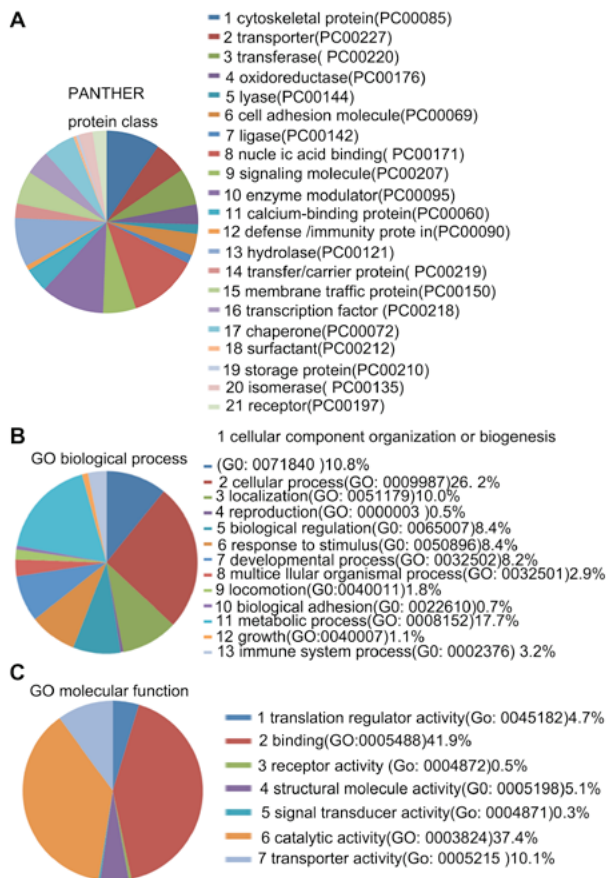 A
PANTHER
protein class
1 cytoskeletal protein(PC00085)
2 transporter(PC00227)
3 transferase( PC00220)
4 oxidoreductase(PC00176)
5 lyase(PC00144)
6 cell adhesion molecule(PC00069)
7 ligase(PC00142)
8 nucle ic acid binding( PC00171)
9 signaling molecule(PC00207)
10 enzyme modulator(PC00095)
11 calcium-binding protein(PC00060)
12 defense /immunity prote in(PC00090)
13 hydrolase(PC00121)
14 transfer/carrier protein( PC00219)
15 membrane traffic protein(PC00150)
16 transcription factor (PC00218)
17 chaperone(PC00072)
18 surfactant(PC00212)
19 storage protein(PC00210)
20 isomerase( PC00135)
21 receptor(PC00197)
B
GO biological process
1 cellular component organization or biogenesis
(G0: 0071840 )10.8%
2 cellular process(GO: 0009987)26. 2%
3 localization(GO: 0051179)10.0%
4 reproduction(GO: 0000003 )0.5%
5 biological regulation(G0: 0065007)8.4%
6 response to stimulus(G0: 0050896)8.4%
7 developmental process(GO: 0032502)8.2%
8 multice llular organismal process(GO: 0032501)2.9%
9 locomotion(G0:0040011)1.8%
10 biological adhesion(G0: 0022610)0.7%
11 metabolic process(GO: 0008152)17.7%
12 growth(GO:0040007)1.1%
13 immune system process(G0: 0002376) 3.2%
C
GO molecular function
1 translation regulator activity(Go: 0045182)4.7%
2 binding(GO:0005488)41.9%
3 receptor activity (Go: 0004872)0.5%
4 structural molecule activity(G0: 0005198)5.1%
5 signal transducer activity(Go: 0004871)0.3%
6 catalytic activity(GO: 0003824)37.4%
7 transporter activity(Go: 0005215 )10.1%